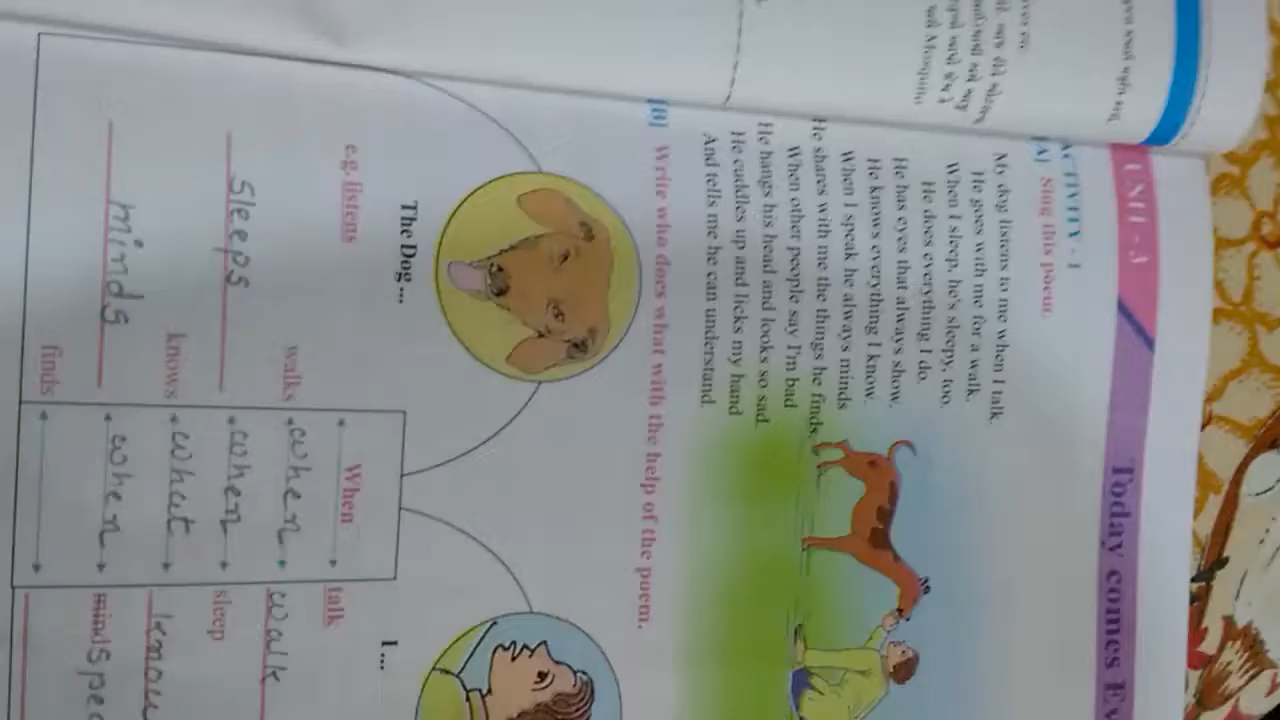 UNIT - 3
Today comes Ev
ACTIVITY - 1
[A] Sing this poem.
My dog listens to me when I talk
He goes with me for a walk.
When I sleep, he's sleepy, too.
He does everything I do.
He has eyes that always show.
He knows everything I know.
When I speak he always minds
He shares with me the things he finds.
When other people say I'm bad
He hangs his head and looks so sad.
He cuddles up and licks my hand
And tells me he can understand.
[B] Write who does what with the help of the poem.
The Dog ... I ...
e.g. listens When talk
walks when walk
sleeps when sleep
knows what know
minds when mind spea
finds